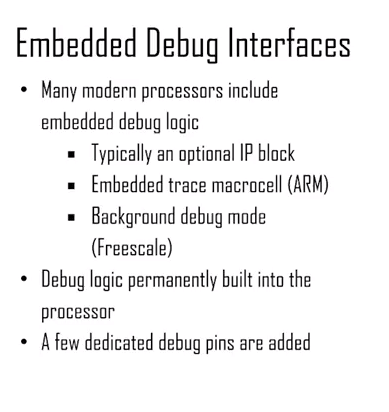 Embedded Debug Interfaces
• Many modern processors include
embedded debug logic
▪ Typically an optional IP block
▪ Embedded trace macrocell (ARM)
▪ Background debug mode
(Freescale)
• Debug logic permanently built into the
processor
• A few dedicated debug pins are added